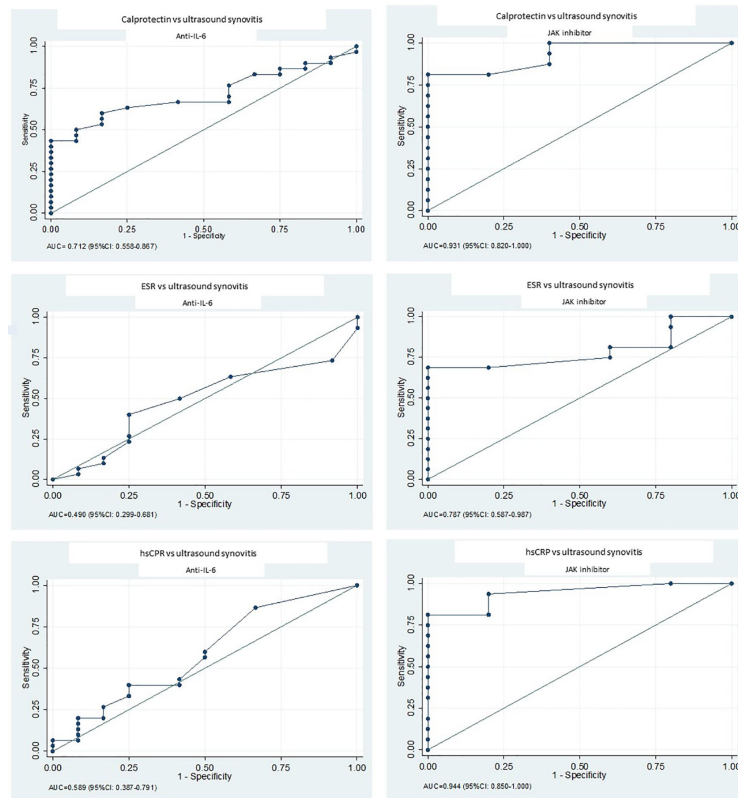 Calprotectin vs ultrasound synovitis
Anti-IL-6
1.00
0.75
0.50
0.25
0.00
Sensitivity
0.00 0.25 0.50 0.75 1.00
1 - Specificity
AUC= 0.712 (95%CI: 0.558-0.867)
Calprotectin vs ultrasound synovitis
JAK inhibitor
1.00
0.75
0.50
0.25
0.00
Sensitivity
0.00 0.25 0.50 0.75 1.00
1 - Specificity
AUC=0.931 (95%CI: 0.820-1.000)
ESR vs ultrasound synovitis
Anti-IL-6
1.00
0.75
0.50
0.25
0.00
Sensitivity
0.00 0.25 0.50 0.75 1.00
1 - Specificity
AUC=0.490 (95%CI: 0.299-0.681)
ESR vs ultrasound synovitis
JAK inhibitor
1.00
0.75
0.50
0.25
0.00
Sensitivity
0.00 0.25 0.50 0.75 1.00
1 - Specificity
AUC=0.787 (95%CI: 0.587-0.987)
hsCPR vs ultrasound synovitis
Anti-IL-6
1.00
0.75
0.50
0.25
0.00
Sensitivity
0.00 0.25 0.50 0.75 1.00
1 - Specificity
AUC=0.589 (95%CI: 0.387-0.791)
hsCRP vs ultrasound synovitis
JAK inhibitor
1.00
0.75
0.50
0.25
0.00
Sensitivity
0.00 0.25 0.50 0.75 1.00
1 - Specificity
AUC=0.944 (95%CI: 0.850-1.000)